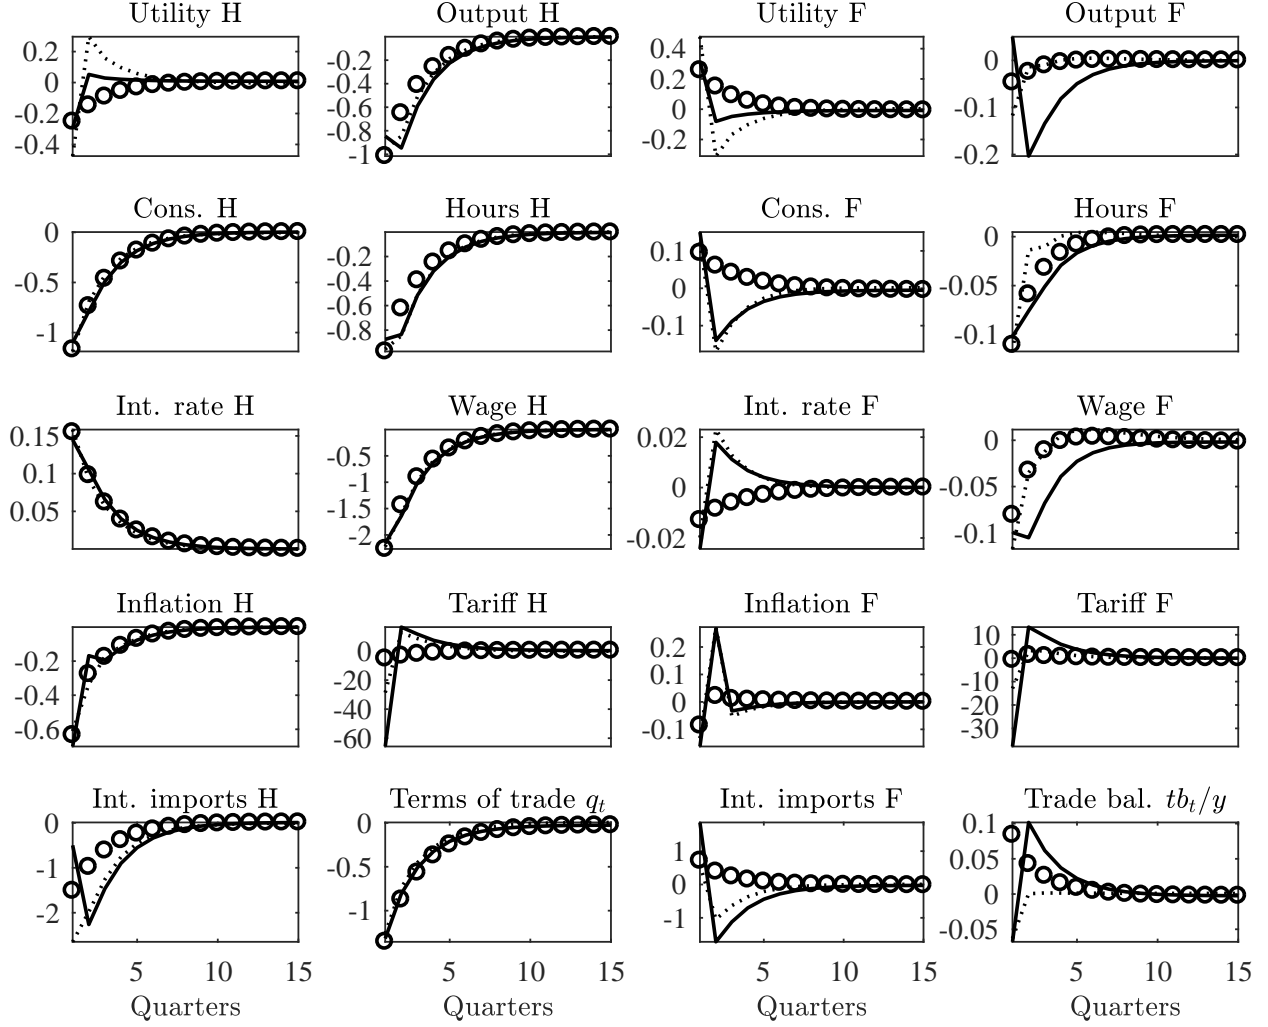 Utility H
Output H
Utility F
Output F
0.2
0
-0.2
-0.4
-0.2
-0.4
-0.6
-0.8
-1
0.4
0.2
0
-0.2
0
-0.1
-0.2
Cons. H
Hours H
Cons. F
Hours F
0
-0.5
-1
-0.2
-0.4
-0.6
-0.8
0.1
0
-0.1
0
-0.05
-0.1
Int. rate H
Wage H
Int. rate F
Wage F
0.15
0.1
0.05
-0.5
-1
-1.5
-2
0.02
0
-0.02
0
-0.05
-0.1
Inflation H
Tariff H
Inflation F
Tariff F
-0.2
-0.4
-0.6
0
-20
-40
-60
0.2
0.1
0
-0.1
10
0
-10
-20
-30
Int. imports H
Terms of trade qₜ
Int. imports F
Trade bal. tbₜ/y
0
-1
-2
0
-0.5
-1
1
0
-1
0.1
0.05
0
-0.05
5 10 15
5 10 15
5 10 15
5 10 15
Quarters
Quarters
Quarters
Quarters